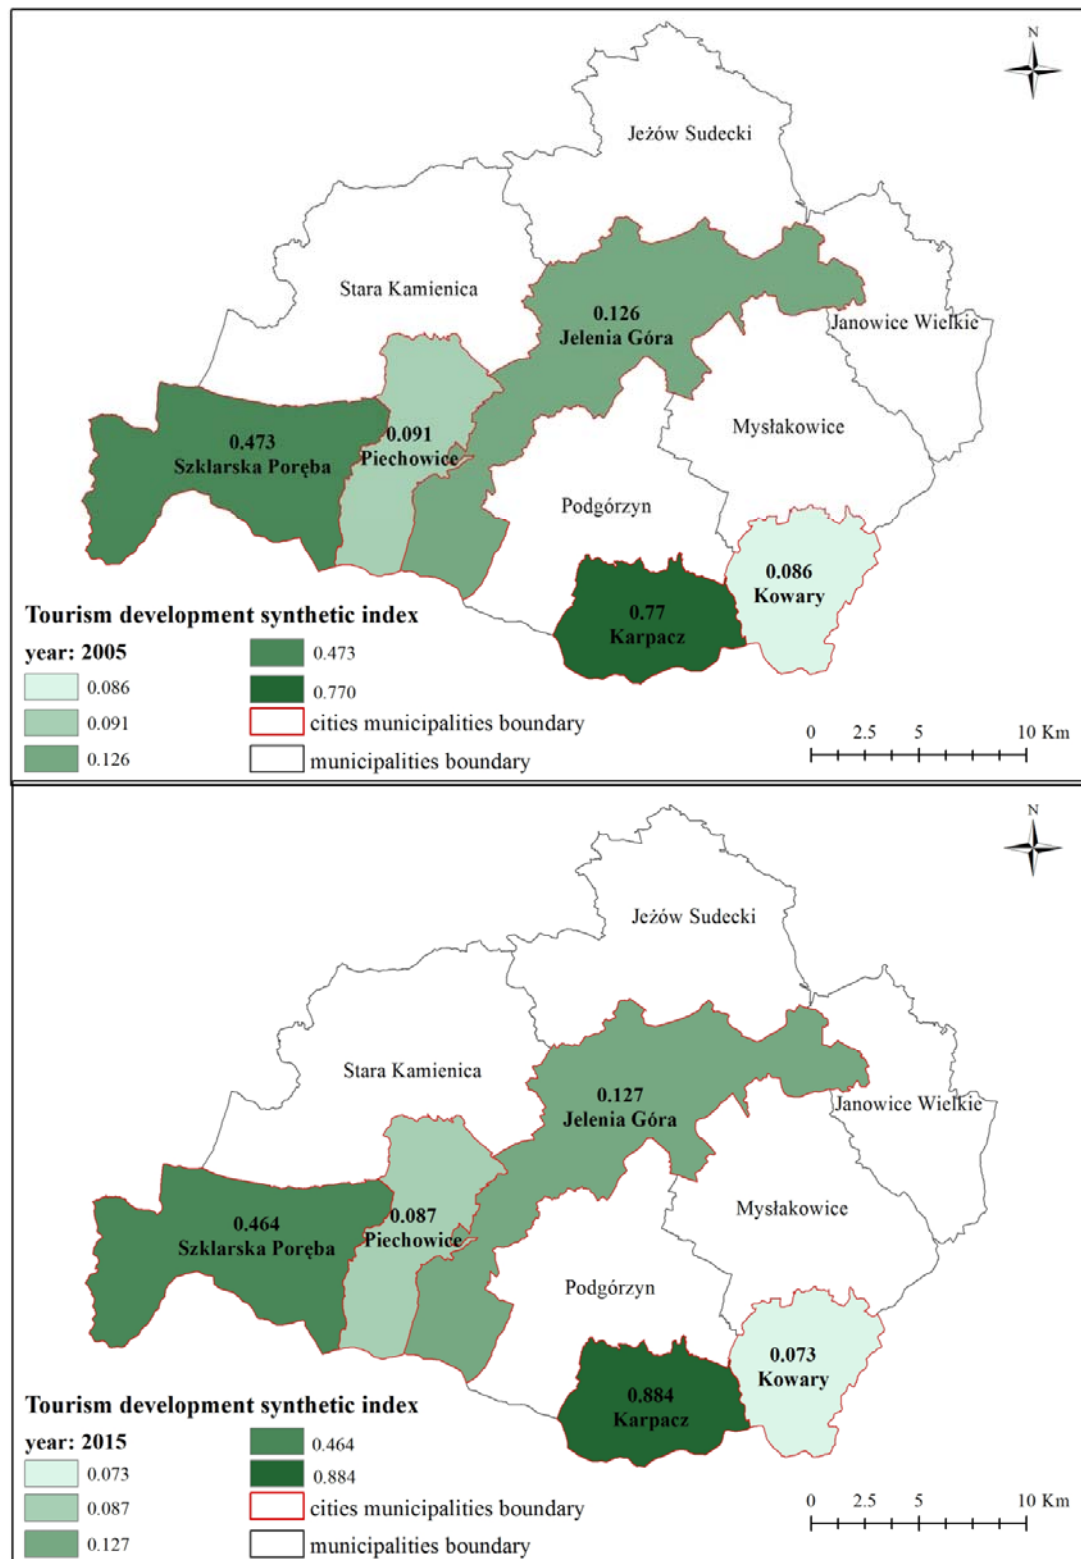 N
Jeżów Sudecki
Stara Kamienica
0.126
Jelenia Góra
Janowice Wielkie
0.473
Szklarska Poręba
0.091
Piechowice
Mysłakowice
Podgórzyn
0.086
Kowary
0.77
Karpacz
Tourism development synthetic index
year: 2005
0.086
0.091
0.126
0.473
0.770
cities municipalities boundary
municipalities boundary
0 2.5 5 10 Km
N
Jeżów Sudecki
Stara Kamienica
0.127
Jelenia Góra
Janowice Wielkie
0.464
Szklarska Poręba
0.087
Piechowice
Mysłakowice
Podgórzyn
0.073
Kowary
0.884
Karpacz
Tourism development synthetic index
year: 2015
0.073
0.087
0.127
0.464
0.884
cities municipalities boundary
municipalities boundary
0 2.5 5 10 Km